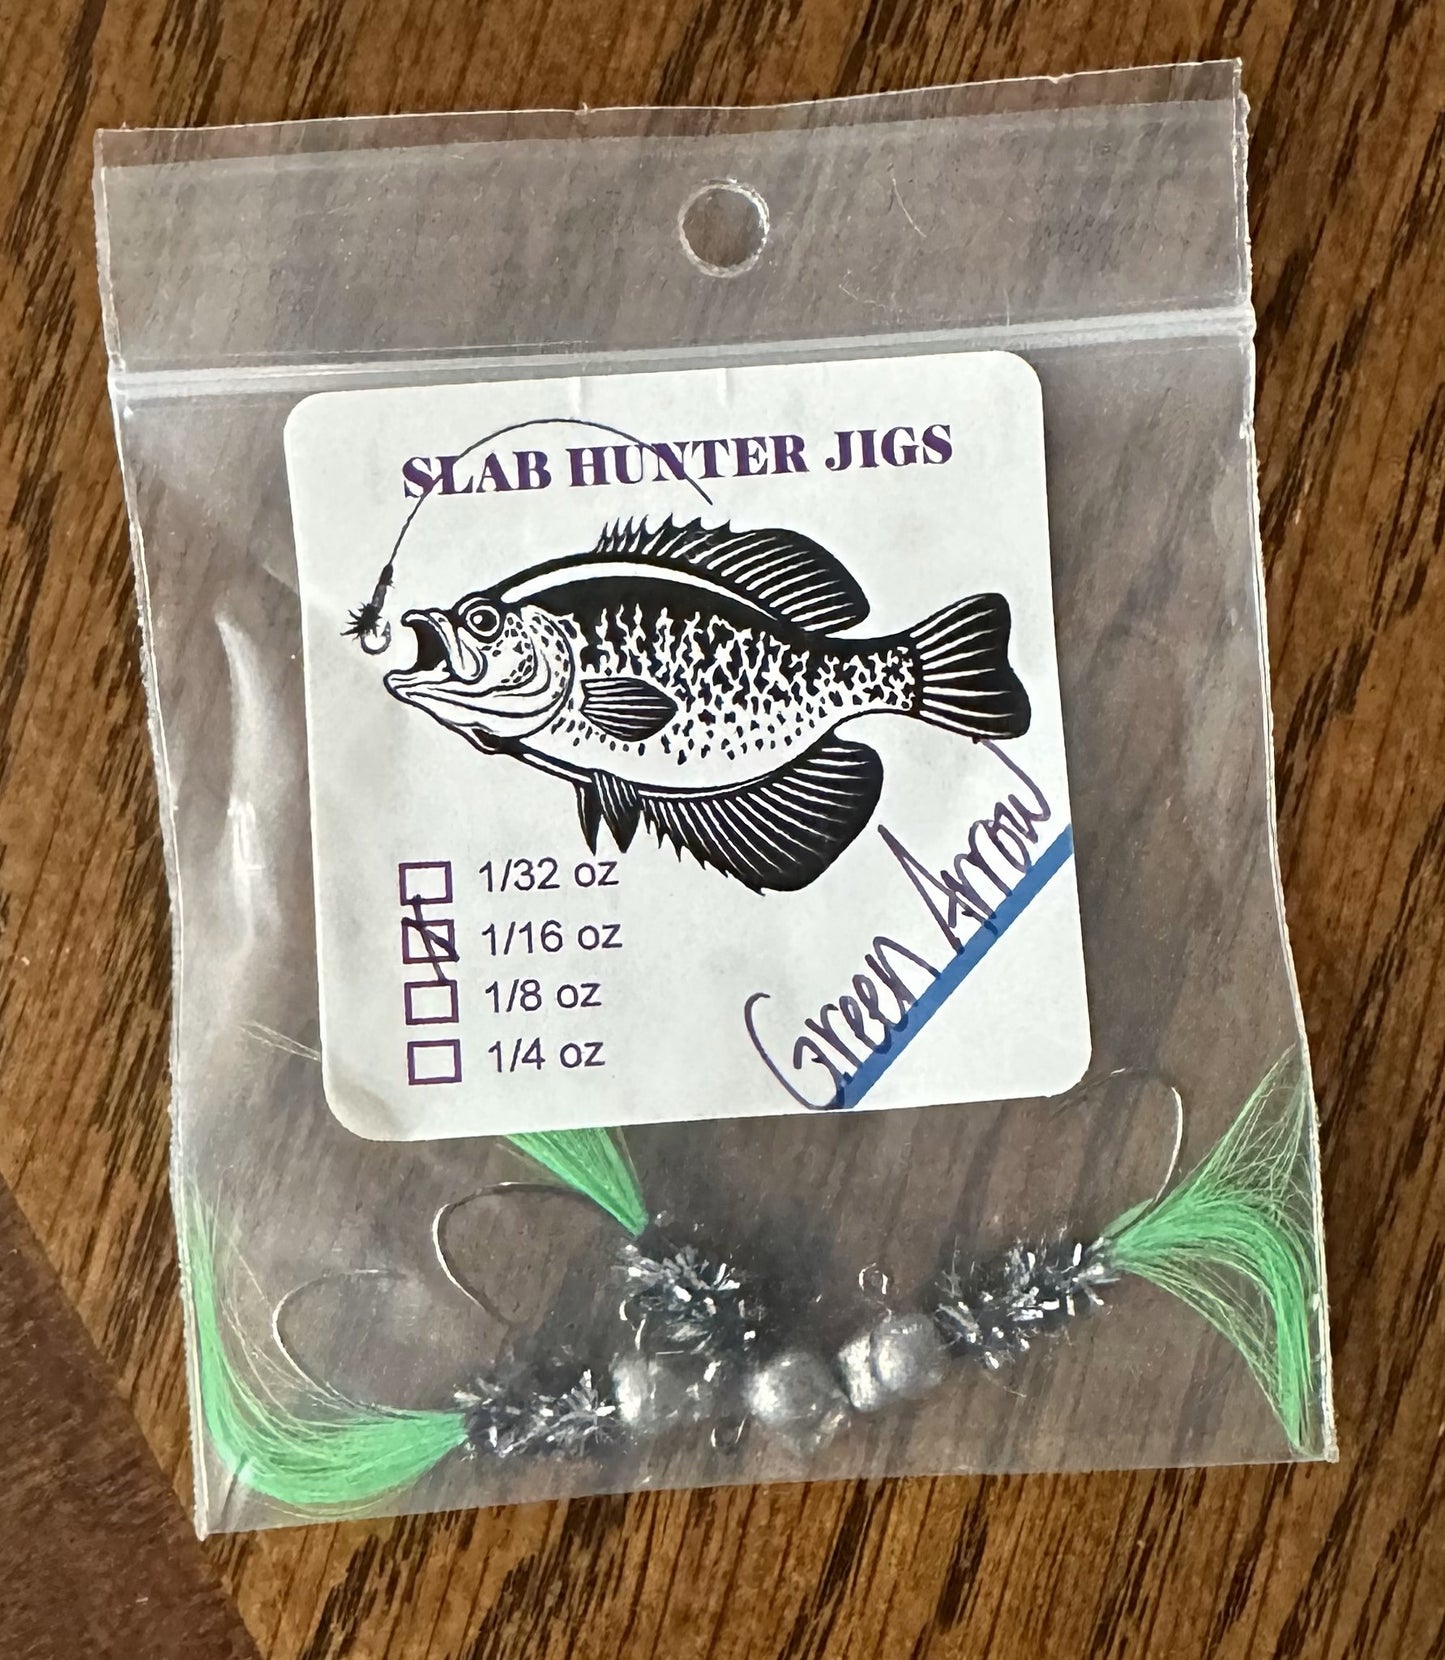 SLAB HUNTER JIGS
1/32 oz
1/16 oz
1/8 oz
1/4 oz
Green Arrow